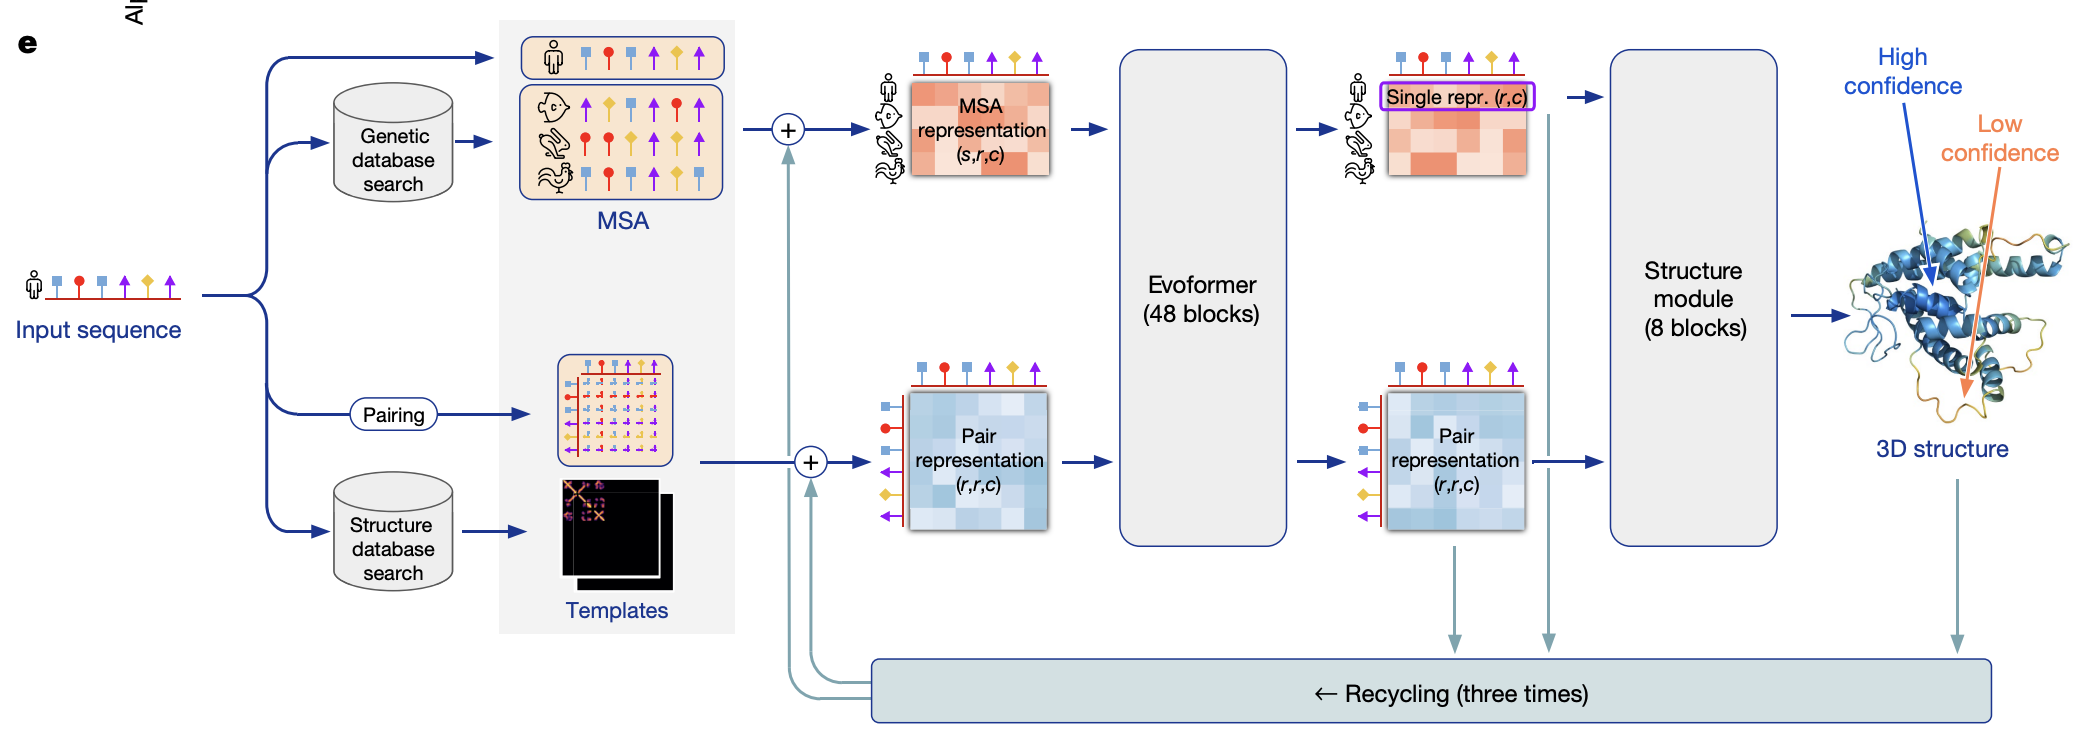 e
Al
Genetic
database
search
MSA
Input sequence
Pairing
Structure
database
search
Templates
MSA
representation
(s,r,c)
Pair
representation
(r,r,c)
Evoformer
(48 blocks)
Single repr. (r,c)
Pair
representation
(r,r,c)
Structure
module
(8 blocks)
High
confidence
Low
confidence
3D structure
← Recycling (three times)